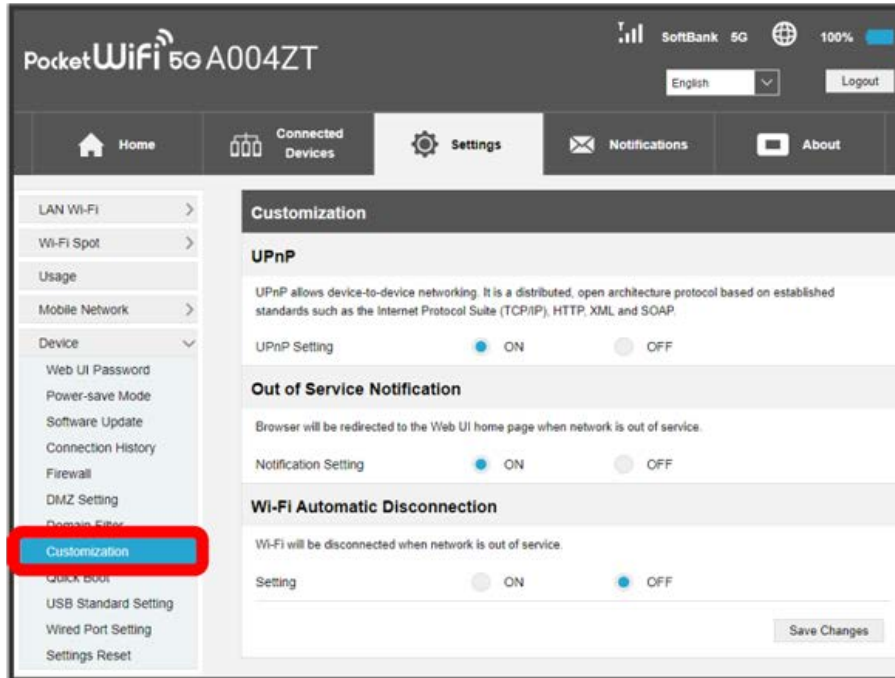 SoftBank 5G 100%
Pocket WiFi 5G A004ZT
English Logout
Home
Connected Devices
Settings
Notifications
About
LAN Wi-Fi
Wi-Fi Spot
Usage
Mobile Network
Device
Web UI Password
Power-save Mode
Software Update
Connection History
Firewall
DMZ Setting
Domain Filter
Customization
Quick Boot
USB Standard Setting
Wired Port Setting
Settings Reset
Customization
UPnP
UPnP allows device-to-device networking. It is a distributed, open architecture protocol based on established
standards such as the Internet Protocol Suite (TCP/IP), HTTP, XML and SOAP.
UPnP Setting ON OFF
Out of Service Notification
Browser will be redirected to the Web UI home page when network is out of service.
Notification Setting ON OFF
Wi-Fi Automatic Disconnection
Wi-Fi will be disconnected when network is out of service.
Setting ON OFF
Save Changes